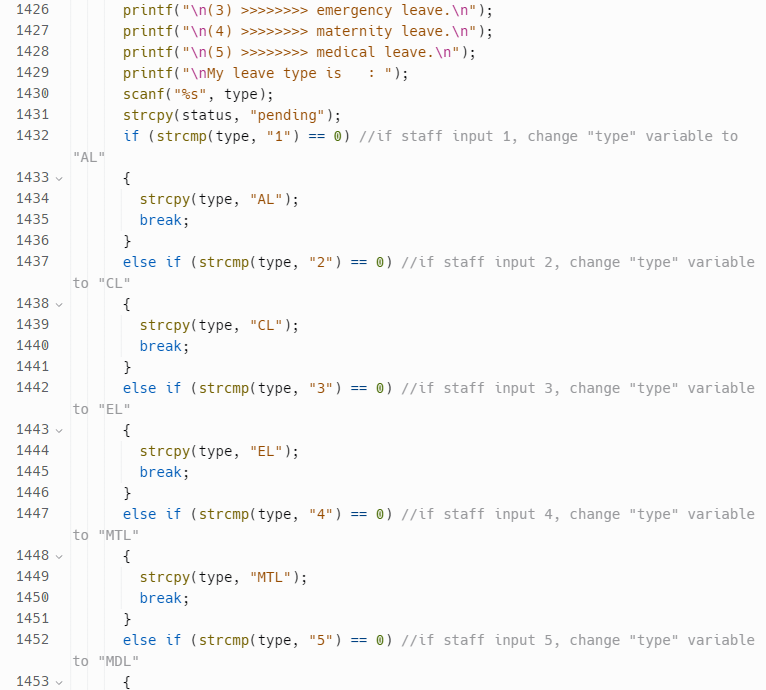 1426 printf("\n(3) >>>>>>>> emergency leave.\n");
1427 printf("\n(4) >>>>>>>> maternity leave.\n");
1428 printf("\n(5) >>>>>>>> medical leave.\n");
1429 printf("\nMy leave type is   : ");
1430 scanf("%s", type);
1431 strcpy(status, "pending");
1432 if (strcmp(type, "1") == 0) //if staff input 1, change "type" variable to
"AL"
1433 {
1434 strcpy(type, "AL");
1435 break;
1436 }
1437 else if (strcmp(type, "2") == 0) //if staff input 2, change "type" variable
to "CL"
1438 {
1439 strcpy(type, "CL");
1440 break;
1441 }
1442 else if (strcmp(type, "3") == 0) //if staff input 3, change "type" variable
to "EL"
1443 {
1444 strcpy(type, "EL");
1445 break;
1446 }
1447 else if (strcmp(type, "4") == 0) //if staff input 4, change "type" variable
to "MTL"
1448 {
1449 strcpy(type, "MTL");
1450 break;
1451 }
1452 else if (strcmp(type, "5") == 0) //if staff input 5, change "type" variable
to "MDL"
1453 {